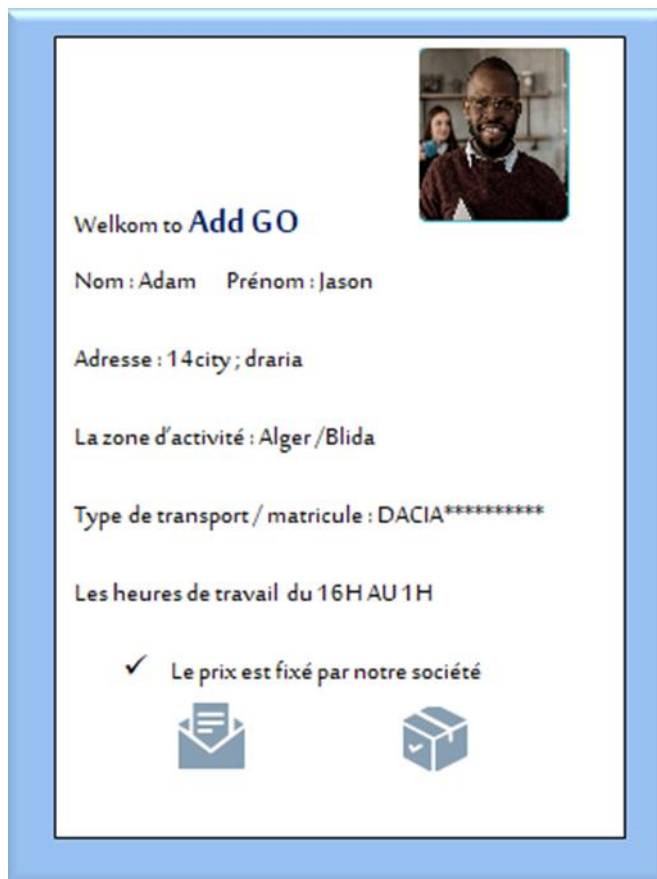 Welkom to Add GO
Nom : Adam Prénom : Jason
Adresse : 14city ; draria
La zone d'activité : Alger /Blida
Type de transport / matricule : DACIA**********
Les heures de travail du 16H AU 1H
✓ Le prix est fixé par notre société